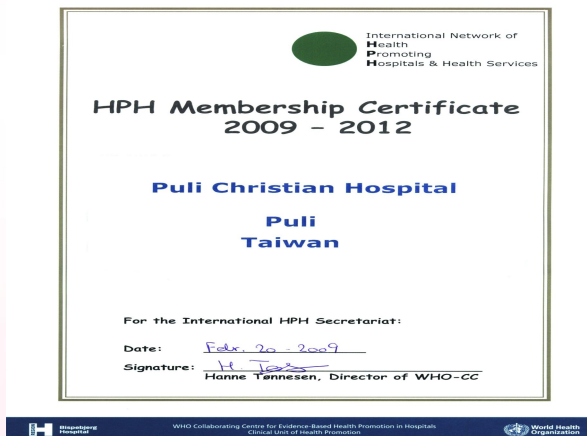 International Network of
Health
Promoting
Hospitals & Health Services
HPH Membership Certificate
2009 - 2012
Puli Christian Hospital
Puli
Taiwan
For the International HPH Secretariat:
Date: Febr. 20 - 2009
Signature:
Hanne Tønnesen, Director of WHO-CC
Bispebjerg
Hospital
WHO Collaborating Centre for Evidence-Based Health Promotion in Hospitals
Clinical Unit of Health Promotion
World Health
Organization